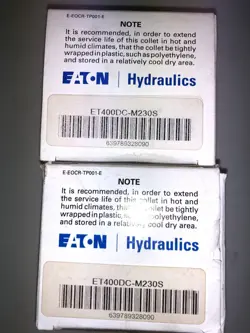 E-EOCR-TP001-E
NOTE
It is recommended, in order to extend
the service life of this collet in hot and
humid climates, that the collet be tightly
wrapped in plastic, such as polyethylene,
and stored in a relatively cool dry area.
EATON Hydraulics
ET400DC-M230S
639789328090
E-EOCR-TP001-E
NOTE
It is recommended, in order to extend
the service life of this collet in hot and
humid climates, that the collet be tightly
wrapped in plastic, such as polyethylene,
and stored in a relatively cool dry area.
EATON Hydraulics
ET400DC-M230S
639789328090